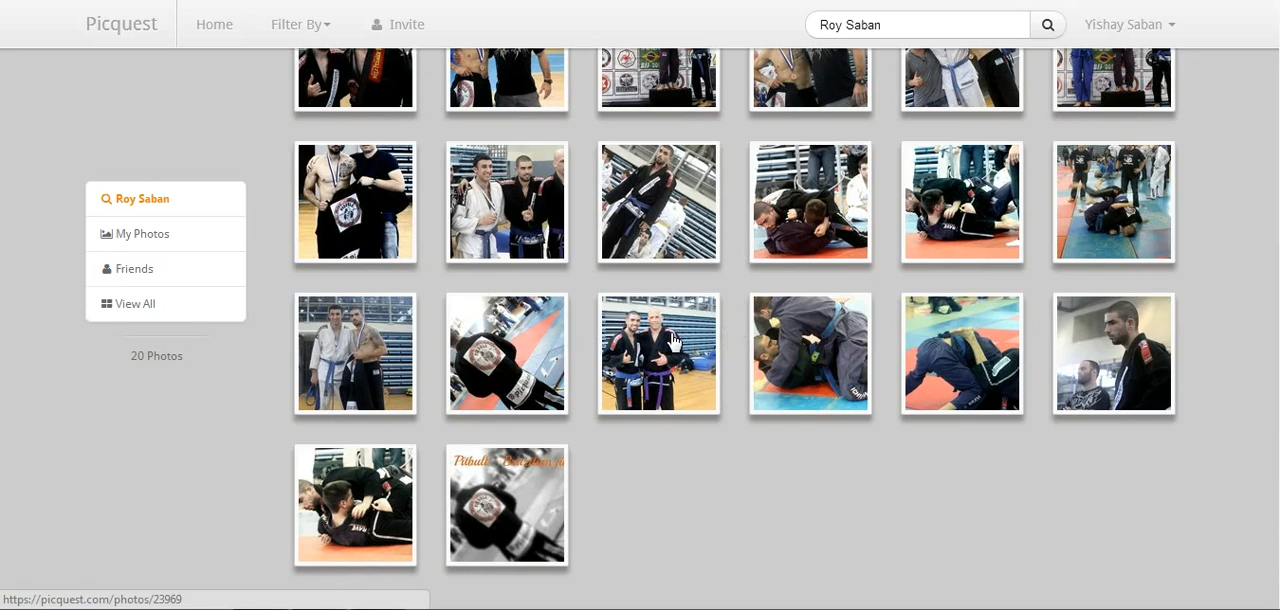 Picquest
Home
Filter By
Invite
Roy Saban
Yishay Saban
Roy Saban
My Photos
Friends
View All
20 Photos
Pitbull
https://picquest.com/photos/23969